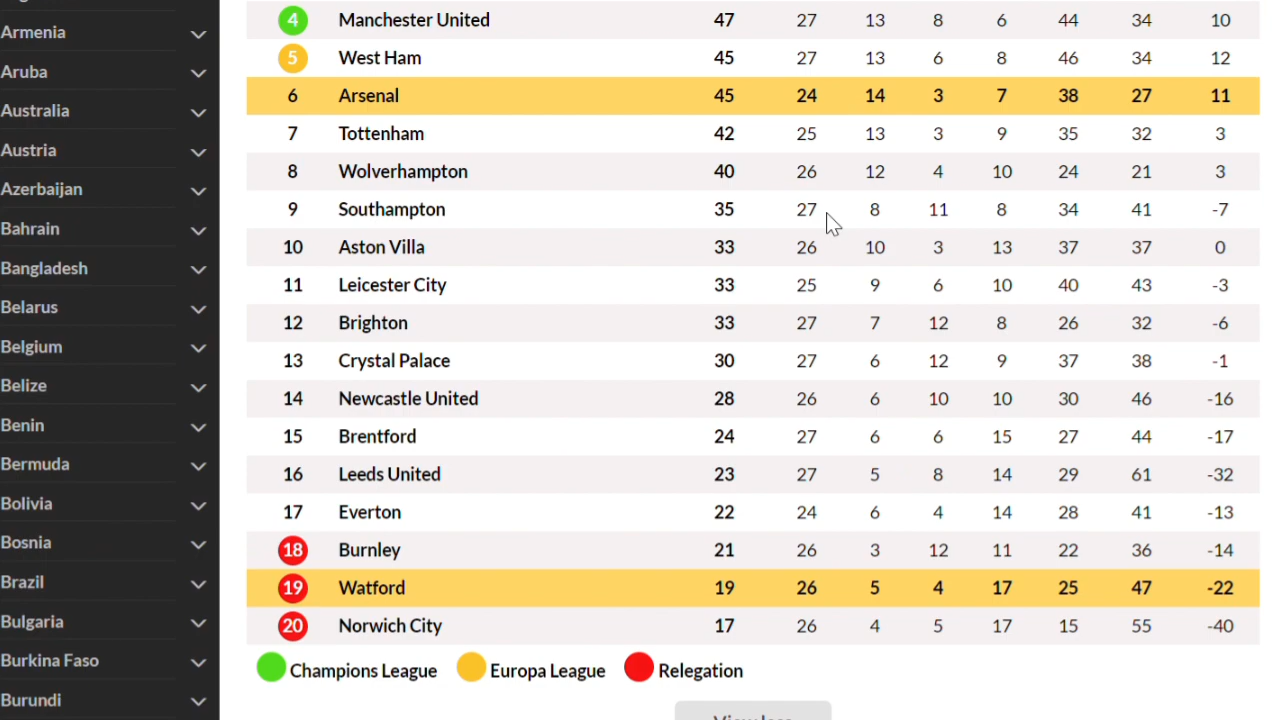 Armenia
Aruba
Australia
Austria
Azerbaijan
Bahrain
Bangladesh
Belarus
Belgium
Belize
Benin
Bermuda
Bolivia
Bosnia
Brazil
Bulgaria
Burkina Faso
Burundi
4 Manchester United 47 27 13 8 6 44 34 10
5 West Ham 45 27 13 6 8 46 34 12
6 Arsenal 45 24 14 3 7 38 27 11
7 Tottenham 42 25 13 3 9 35 32 3
8 Wolverhampton 40 26 12 4 10 24 21 3
9 Southampton 35 27 8 11 8 34 41 -7
10 Aston Villa 33 26 10 3 13 37 37 0
11 Leicester City 33 25 9 6 10 40 43 -3
12 Brighton 33 27 7 12 8 26 32 -6
13 Crystal Palace 30 27 6 12 9 37 38 -1
14 Newcastle United 28 26 6 10 10 30 46 -16
15 Brentford 24 27 6 6 15 27 44 -17
16 Leeds United 23 27 5 8 14 29 61 -32
17 Everton 22 24 6 4 14 28 41 -13
18 Burnley 21 26 3 12 11 22 36 -14
19 Watford 19 26 5 4 17 25 47 -22
20 Norwich City 17 26 4 5 17 15 55 -40
Champions League Europa League Relegation
View less